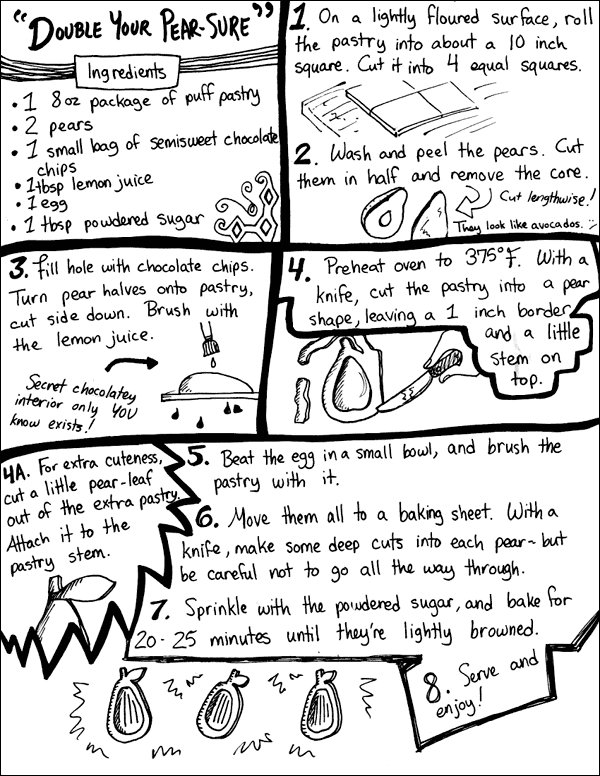 "DOUBLE YOUR PEAR-SURE"
Ingredients
• 1 8oz package of puff pastry
• 2 pears
• 1 small bag of semisweet chocolate
chips
• 1 tbsp lemon juice
• 1 egg
• 1 tbsp powdered sugar
1. On a lightly floured surface, roll
the pastry into about a 10 inch
square. Cut it into 4 equal squares.
2. Wash and peel the pears. Cut
them in half and remove the core.
Cut lengthwise!
They look like avocados. :)
3. Fill hole with chocolate chips.
Turn pear halves onto pastry,
cut side down. Brush with
the lemon juice.
Secret chocolatey
interior only YOU
know exists!
4. Preheat oven to 375°F. With a
knife, cut the pastry into a pear
shape, leaving a 1 inch border
and a little
stem on
top.
4A. For extra cuteness,
cut a little pear-leaf
out of the extra pastry.
Attach it to the
pastry stem.
5. Beat the egg in a small bowl, and brush the
pastry with it.
6. Move them all to a baking sheet. With a
knife, make some deep cuts into each pear-but
be careful not to go all the way through.
7. Sprinkle with the powdered sugar, and bake for
20-25 minutes until they're lightly browned.
8. Serve and
enjoy!